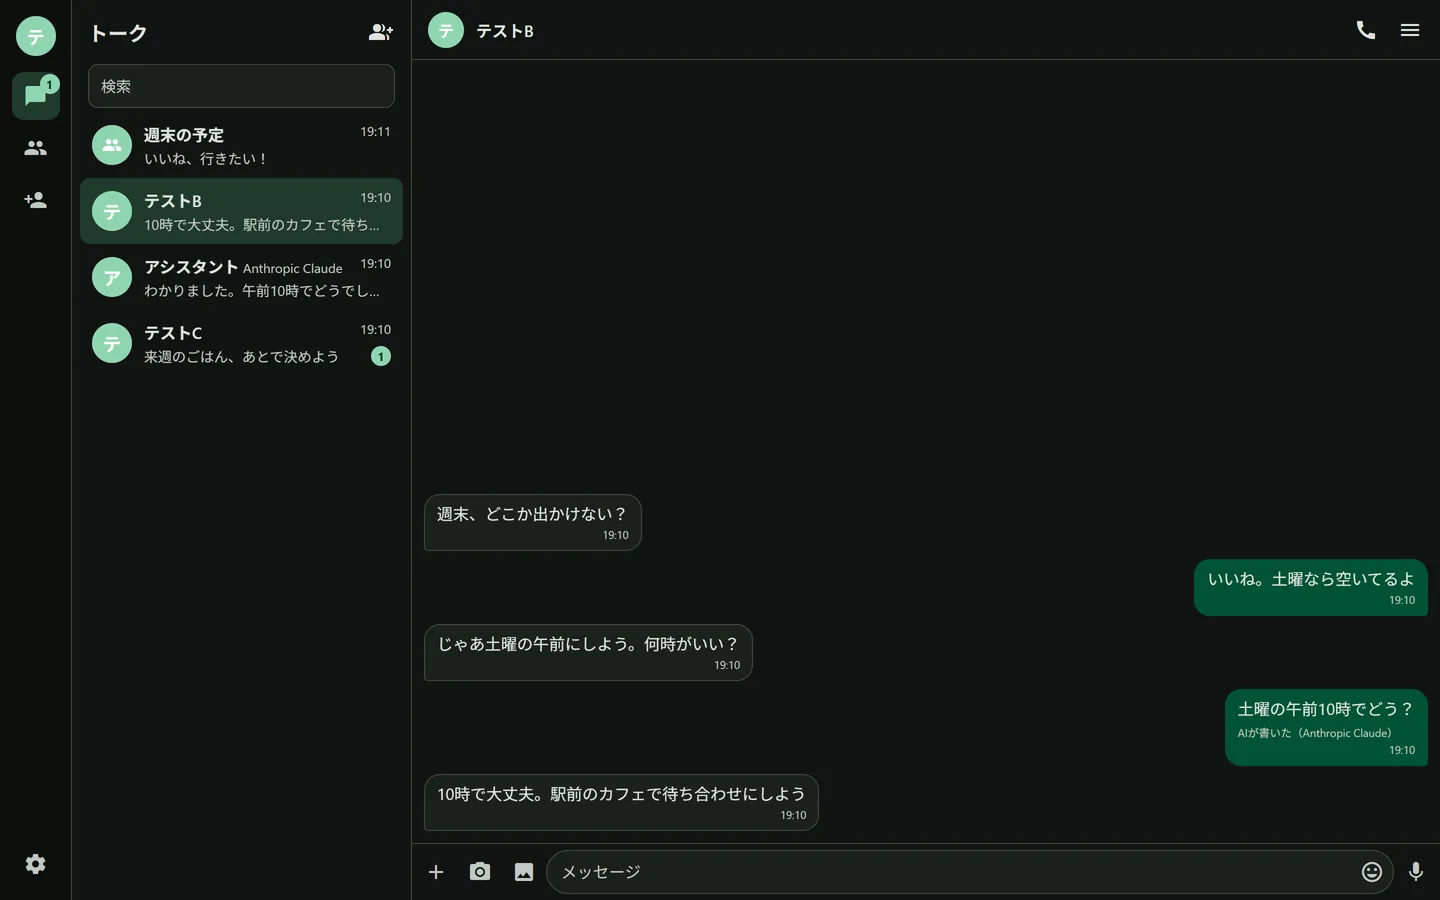 テ
1
トーク
検索
週末の予定 19:11
いいね、行きたい！
テ
テストB 19:10
10時で大丈夫。駅前のカフェで待ち...
ア
アシスタント Anthropic Claude 19:10
わかりました。午前10時でどうでし...
テ
テストC 19:10
来週のごはん、あとで決めよう 1
テ テストB
週末、どこか出かけない？
19:10
いいね。土曜なら空いてるよ
19:10
じゃあ土曜の午前にしよう。何時がいい？
19:10
土曜の午前10時でどう？
AIが書いた（Anthropic Claude）
19:10
10時で大丈夫。駅前のカフェで待ち合わせにしよう
19:10
メッセージ